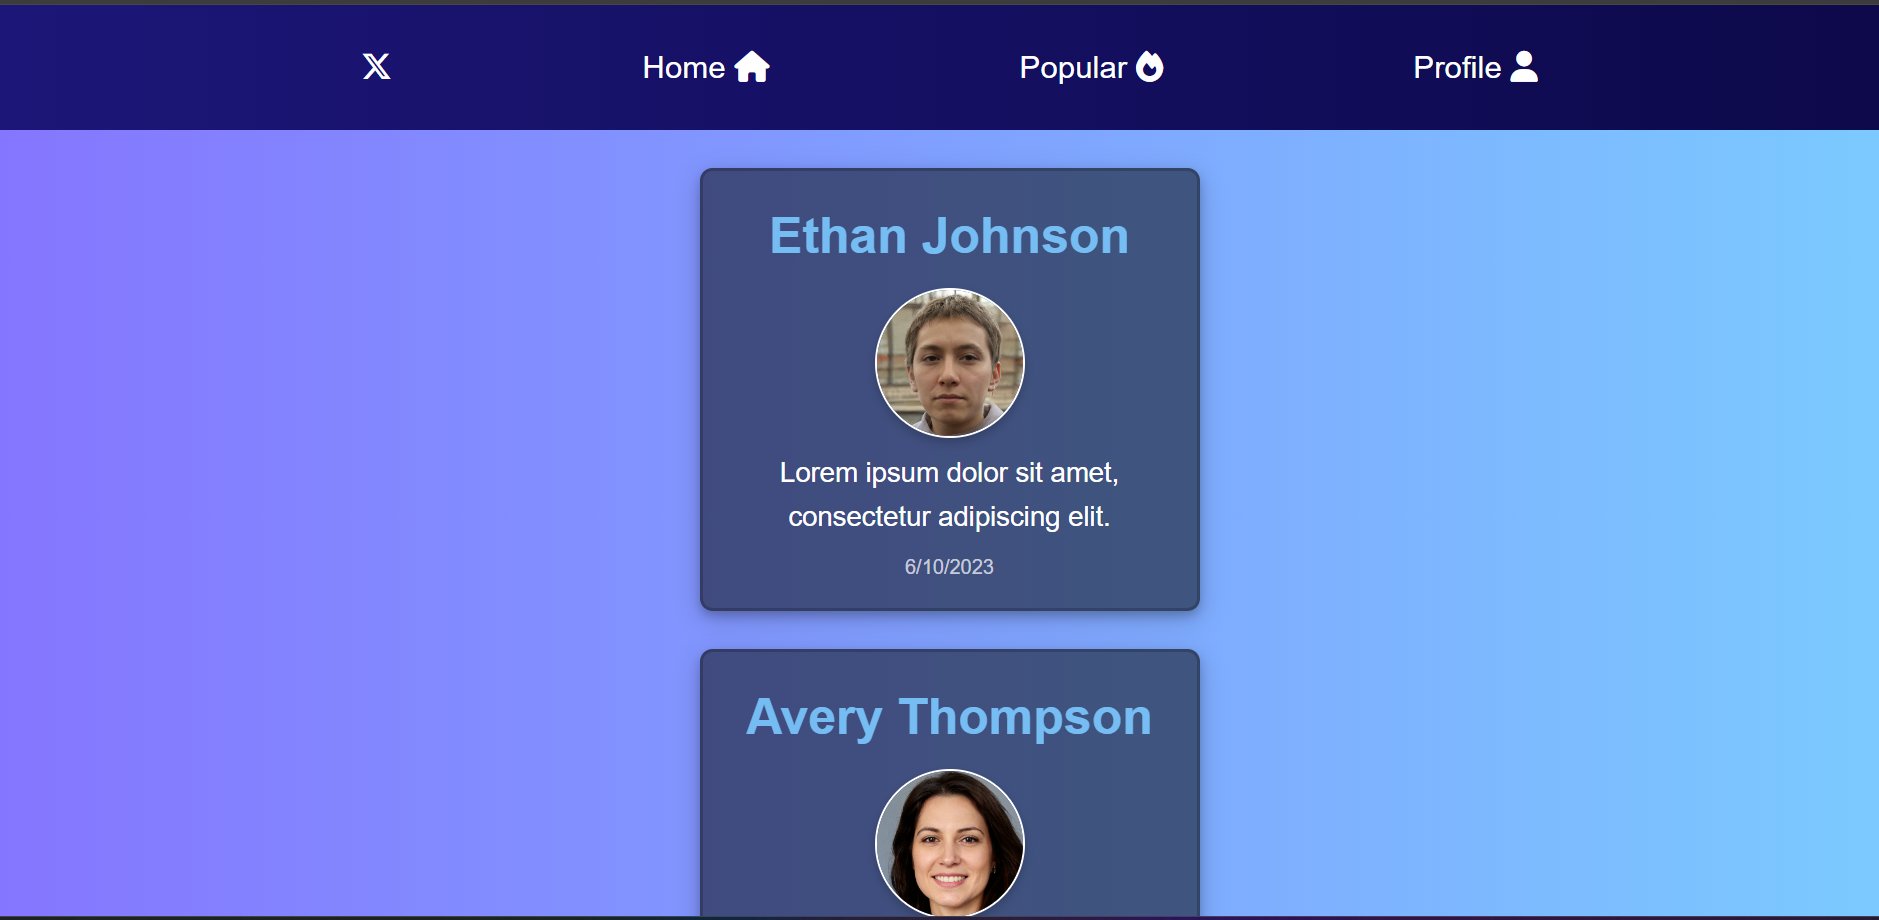 Home
Popular
Profile
Ethan Johnson
Lorem ipsum dolor sit amet,
consectetur adipiscing elit.
6/10/2023
Avery Thompson